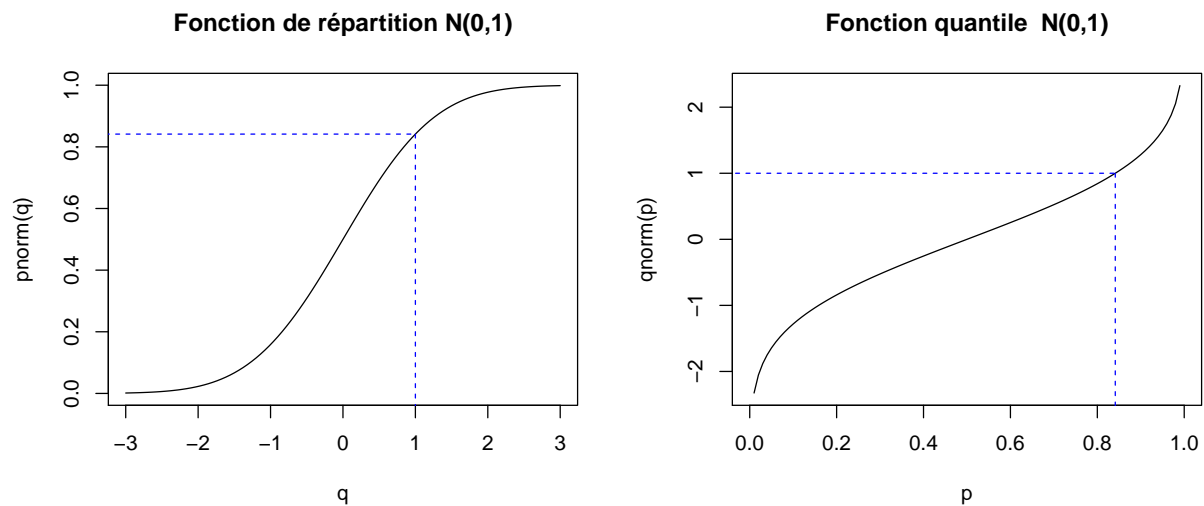 Fonction de répartition N(0,1)
pnorm(q)
1.0
0.8
0.6
0.4
0.2
0.0
−3 −2 −1 0 1 2 3
q
Fonction quantile N(0,1)
qnorm(p)
2
1
0
−1
−2
0.0 0.2 0.4 0.6 0.8 1.0
p